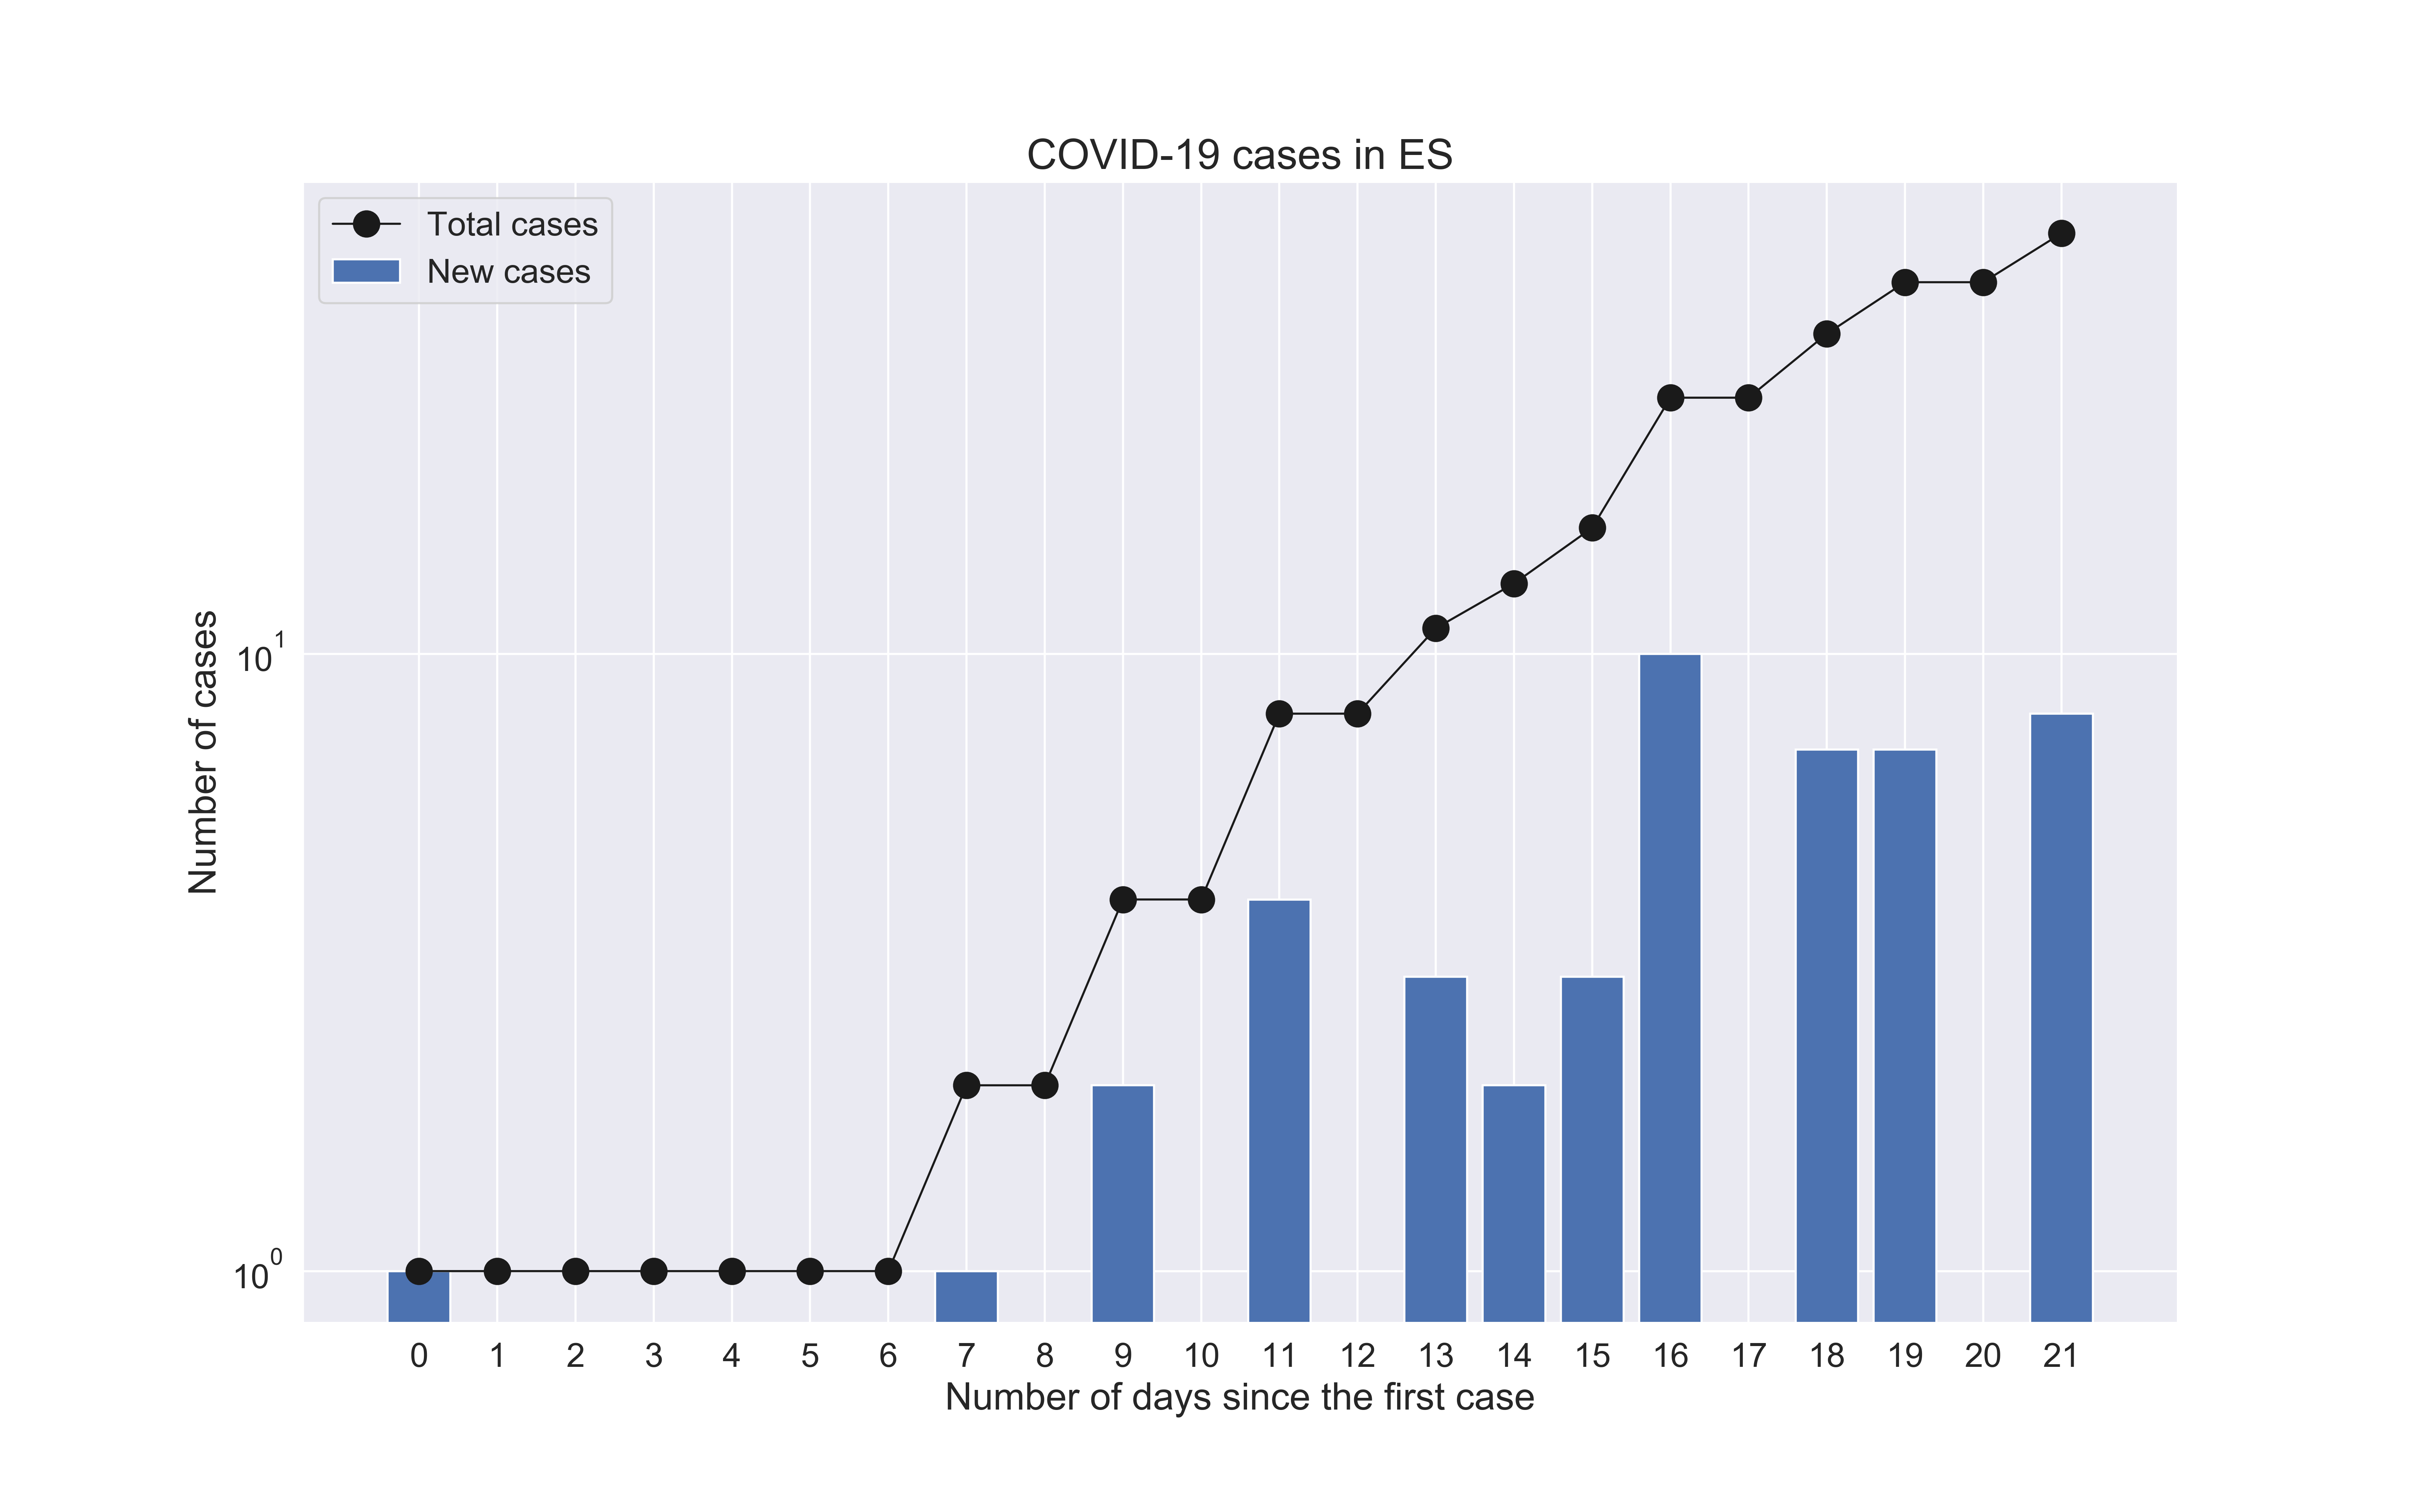 COVID-19 cases in ES
Total cases
New cases
Number of cases
10^1
10^0
0 1 2 3 4 5 6 7 8 9 10 11 12 13 14 15 16 17 18 19 20 21
Number of days since the first case